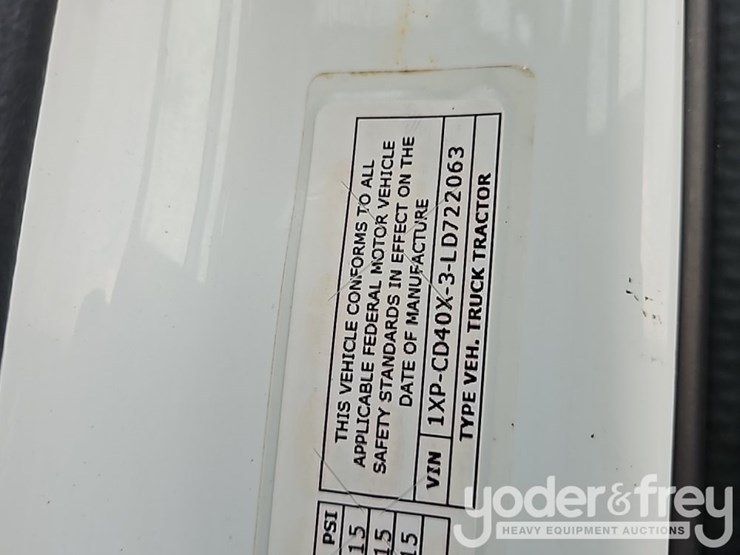 THIS VEHICLE CONFORMS TO ALL
APPLICABLE FEDERAL MOTOR VEHICLE
SAFETY STANDARDS IN EFFECT ON THE
DATE OF MANUFACTURE
VIN 1XP-CD40X-3-LD722063
TYPE VEH. TRUCK TRACTOR
PSI
15
15
15
yoder&frey
HEAVY EQUIPMENT AUCTIONS